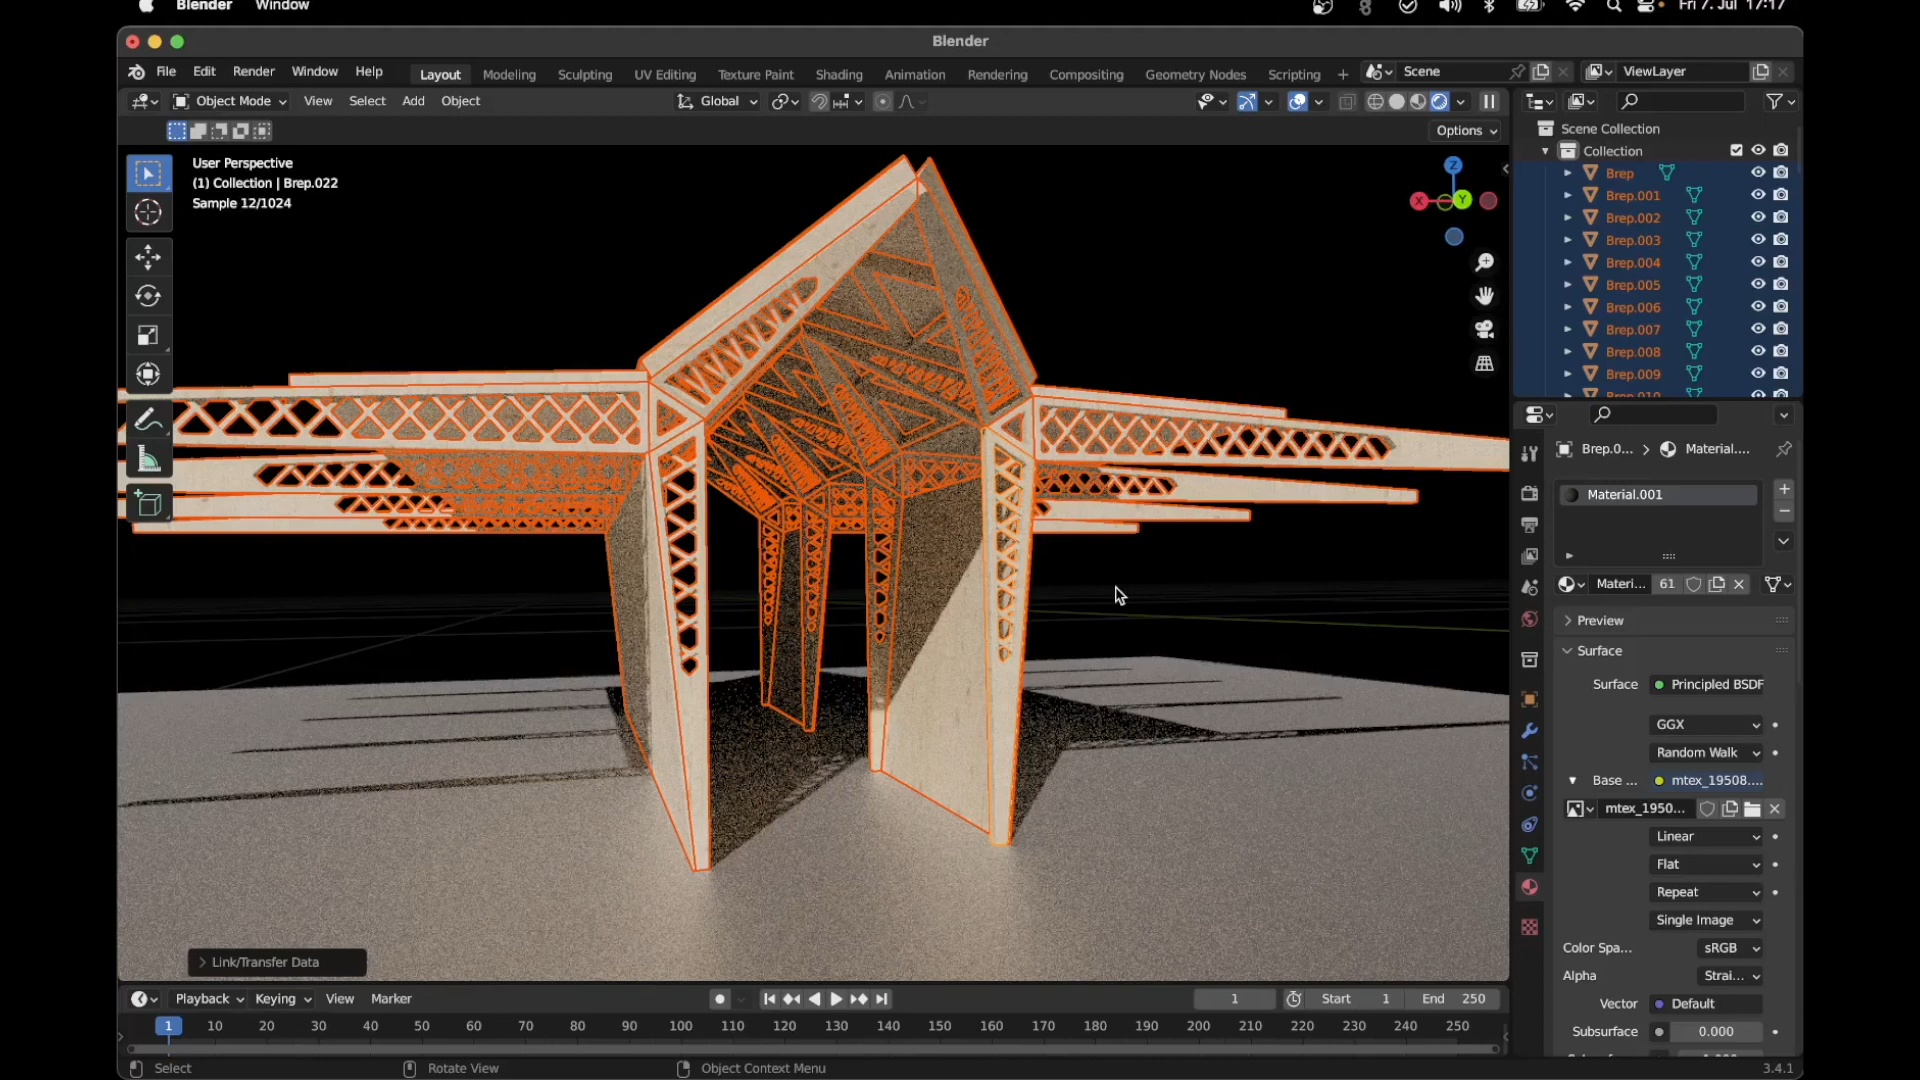 Blender Window Fri 7. Jul 17:17
Blender
File Edit Render Window Help Layout Modeling Sculpting UV Editing Texture Paint Shading Animation Rendering Compositing Geometry Nodes Scripting + Scene ViewLayer
Object Mode View Select Add Object Global
Options
User Perspective
(1) Collection | Brep.022
Sample 12/1024
Z
X
Y
Scene Collection
Collection
Brep
Brep.001
Brep.002
Brep.003
Brep.004
Brep.005
Brep.006
Brep.007
Brep.008
Brep.009
Brep.0... > Material....
Material.001
Materi... 61
Preview
Surface
Surface Principled BSDF
GGX
Random Walk
Base ... mtex_19508....
mtex_1950...
Linear
Flat
Repeat
Single Image
Color Spa... sRGB
Alpha Strai...
Vector Default
Subsurface 0.000
Link/Transfer Data
Playback Keying View Marker 1 Start 1 End 250
1 10 20 30 40 50 60 70 80 90 100 110 120 130 140 150 160 170 180 190 200 210 220 230 240 250
Select Rotate View Object Context Menu 3.4.1